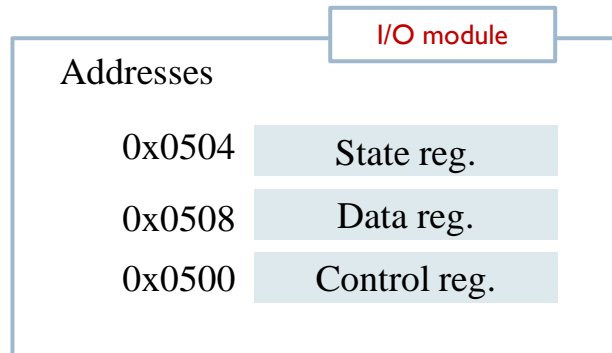 I/O module
Addresses
0x0504 State reg.
0x0508 Data reg.
0x0500 Control reg.